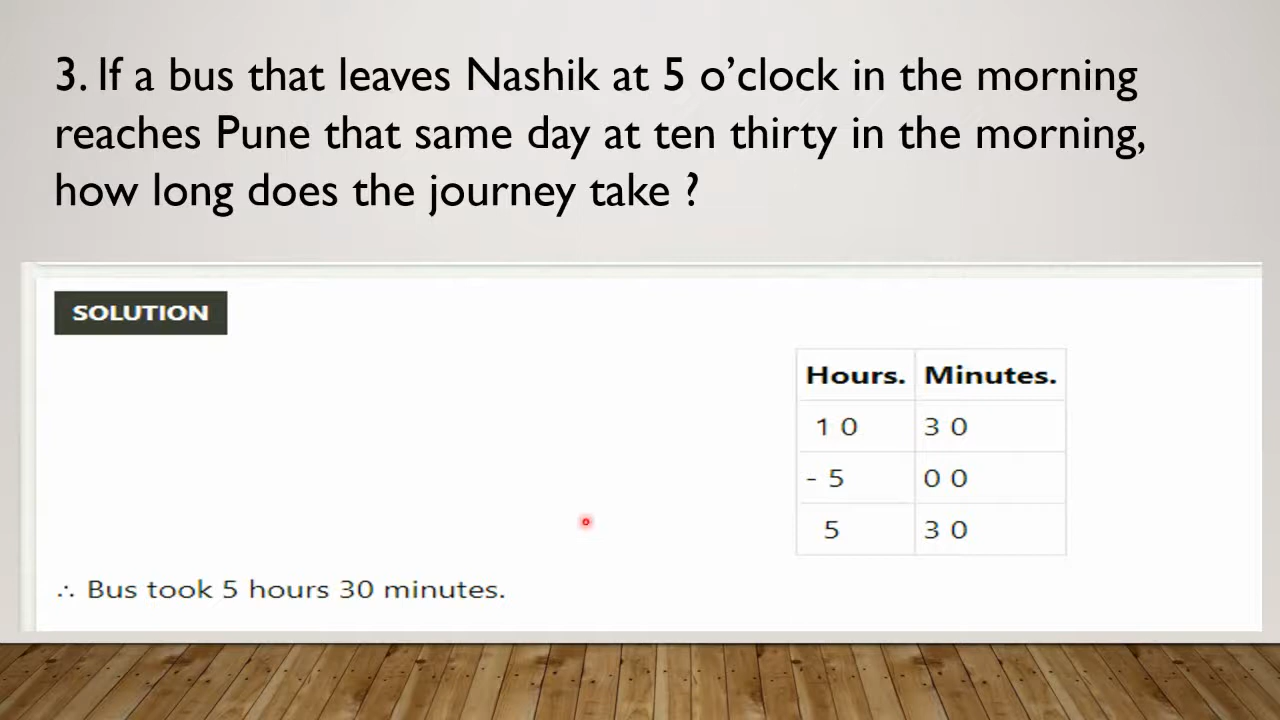 3. If a bus that leaves Nashik at 5 o’clock in the morning
reaches Pune that same day at ten thirty in the morning,
how long does the journey take ?
SOLUTION
Hours. Minutes.
1 0 3 0
- 5 0 0
5 3 0
∴ Bus took 5 hours 30 minutes.